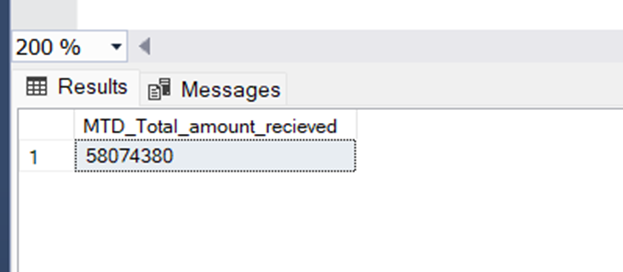 200 %
Results Messages
MTD_Total_amount_recieved
1 58074380